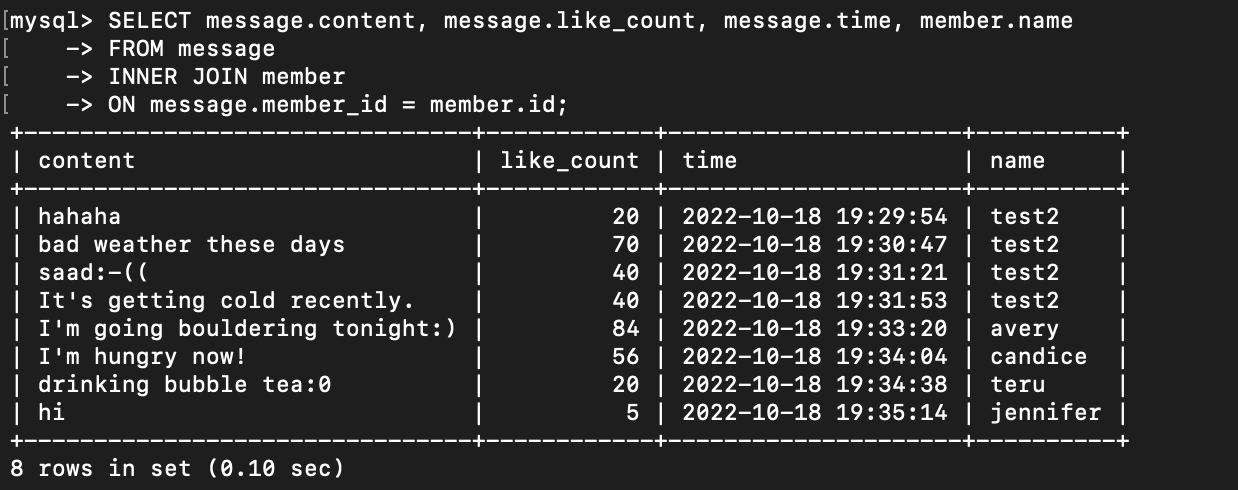 [mysql> SELECT message.content, message.like_count, message.time, member.name
[    -> FROM message
[    -> INNER JOIN member
[    -> ON message.member_id = member.id;
+--------------------------------+------------+---------------------+----------+
| content                        | like_count | time                | name     |
+--------------------------------+------------+---------------------+----------+
| hahaha                         |         20 | 2022-10-18 19:29:54 | test2    |
| bad weather these days         |         70 | 2022-10-18 19:30:47 | test2    |
| saad:-((                       |         40 | 2022-10-18 19:31:21 | test2    |
| It's getting cold recently.    |         40 | 2022-10-18 19:31:53 | test2    |
| I'm going bouldering tonight:) |         84 | 2022-10-18 19:33:20 | avery    |
| I'm hungry now!                |         56 | 2022-10-18 19:34:04 | candice  |
| drinking bubble tea:0          |         20 | 2022-10-18 19:34:38 | teru     |
| hi                             |          5 | 2022-10-18 19:35:14 | jennifer |
+--------------------------------+------------+---------------------+----------+
8 rows in set (0.10 sec)